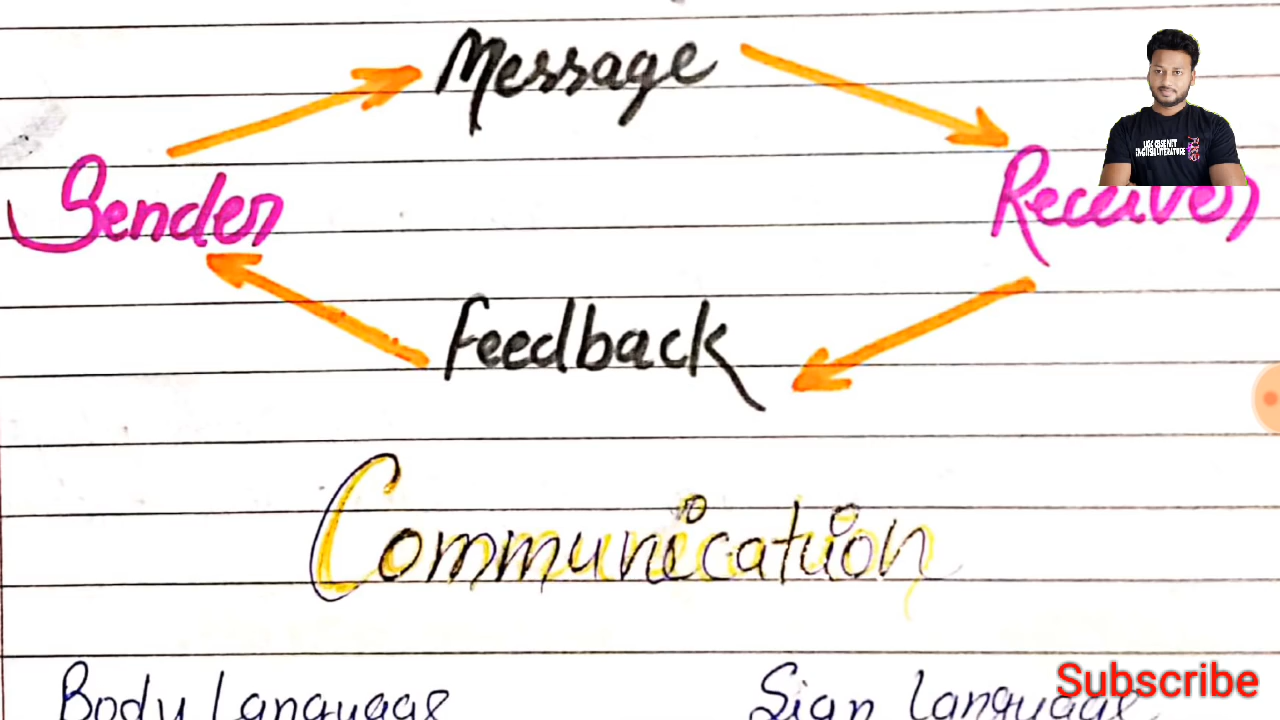 Message
Sender
Receiver
Feedback
Communication
Body Language
Sign Language
Subscribe